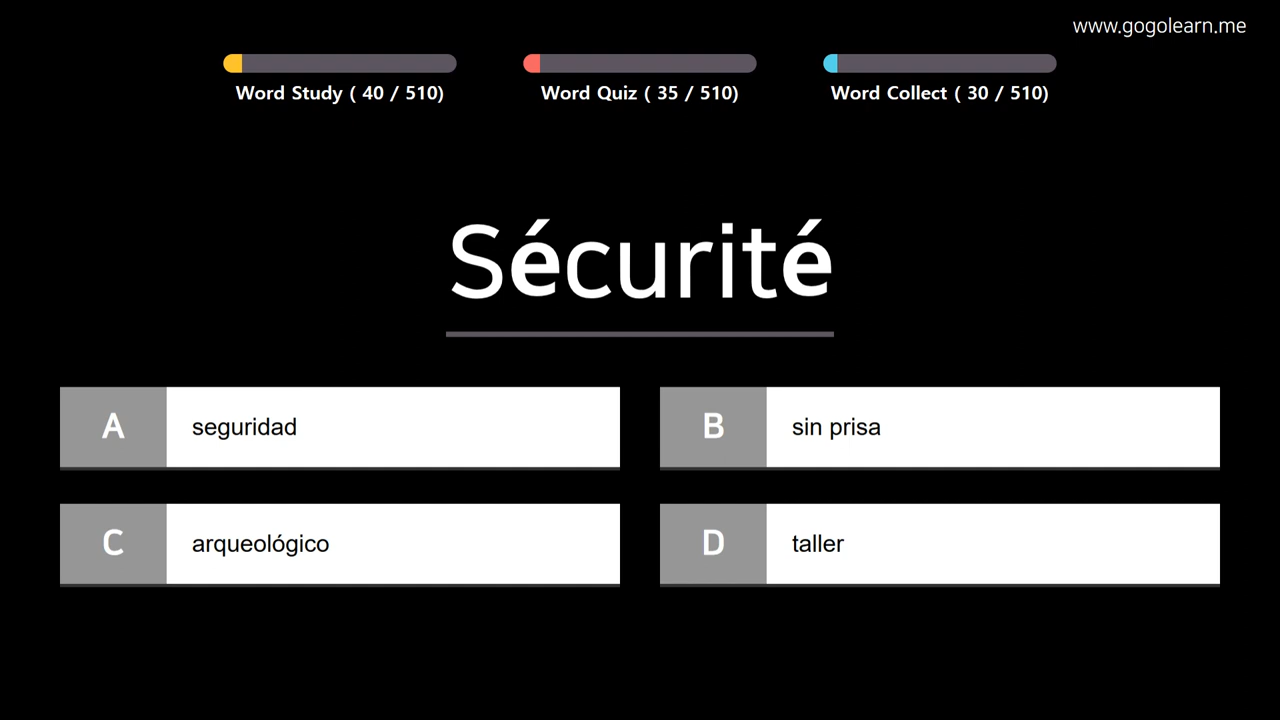 www.gogolearn.me
Word Study ( 40 / 510)
Word Quiz ( 35 / 510)
Word Collect ( 30 / 510)
Sécurité
A seguridad
B sin prisa
C arqueológico
D taller